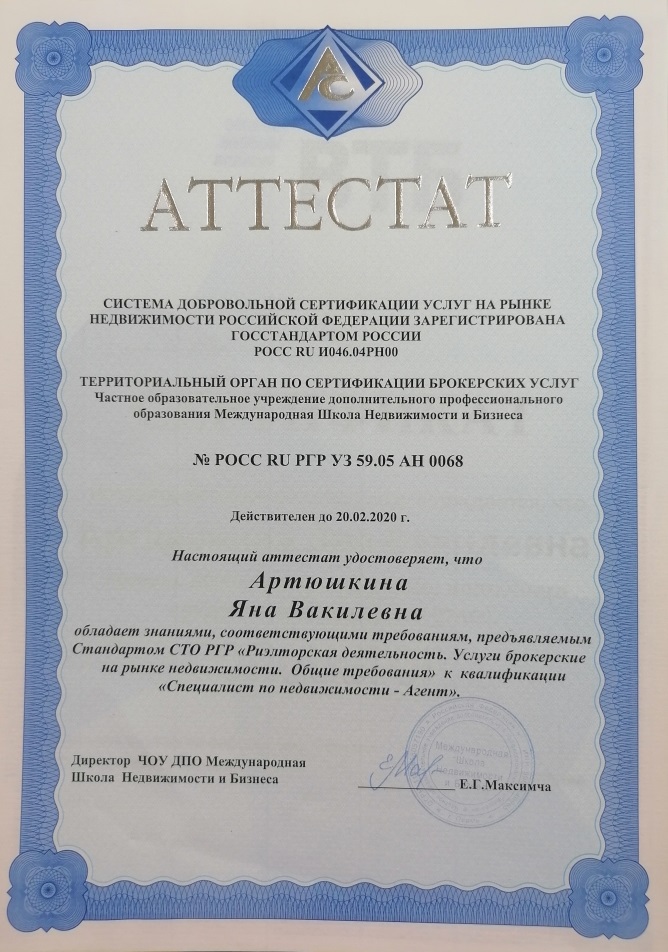 АС
АТТЕСТАТ
СИСТЕМА ДОБРОВОЛЬНОЙ СЕРТИФИКАЦИИ УСЛУГ НА РЫНКЕ
НЕДВИЖИМОСТИ РОССИЙСКОЙ ФЕДЕРАЦИИ ЗАРЕГИСТРИРОВАНА
ГОССТАНДАРТОМ РОССИИ
РОСС RU И046.04РН00
ТЕРРИТОРИАЛЬНЫЙ ОРГАН ПО СЕРТИФИКАЦИИ БРОКЕРСКИХ УСЛУГ
Частное образовательное учреждение дополнительного профессионального
образования Международная Школа Недвижимости и Бизнеса
№ РОСС RU РГР УЗ 59.05 АН 0068
Действителен до 20.02.2020 г.
Настоящий аттестат удостоверяет, что
Артюшкина
Яна Вакилевна
обладает знаниями, соответствующими требованиям, предъявляемым
Стандартом СТО РГР «Риэлторская деятельность. Услуги брокерские
на рынке недвижимости. Общие требования» к квалификации
«Специалист по недвижимости - Агент».
Директор ЧОУ ДПО Международная
Школа Недвижимости и Бизнеса
Е.Г.Максимча
Международная
Школа
Недвижимости